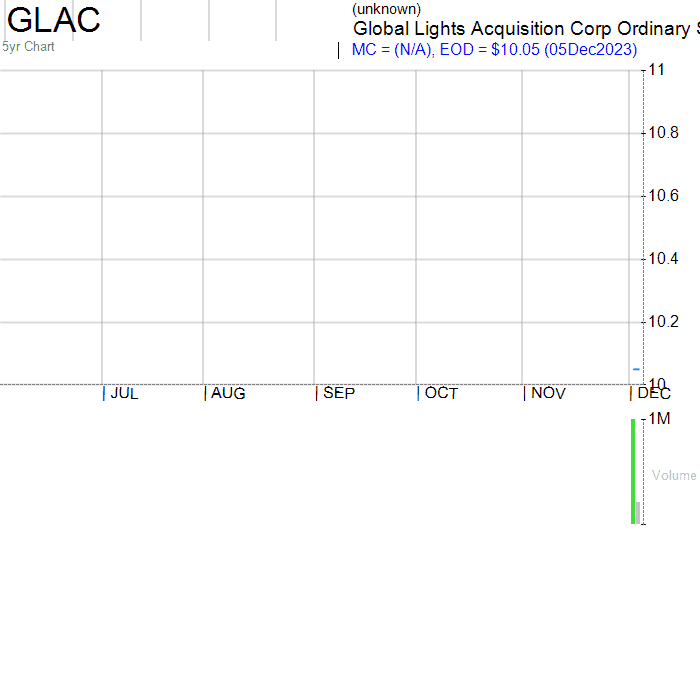 GLAC
(unknown)
Global Lights Acquisition Corp Ordinary
5yr Chart
MC = (N/A), EOD = $10.05 (05Dec2023)
11
10.8
10.6
10.4
10.2
10
JUL AUG SEP OCT NOV DEC
1M
Volume